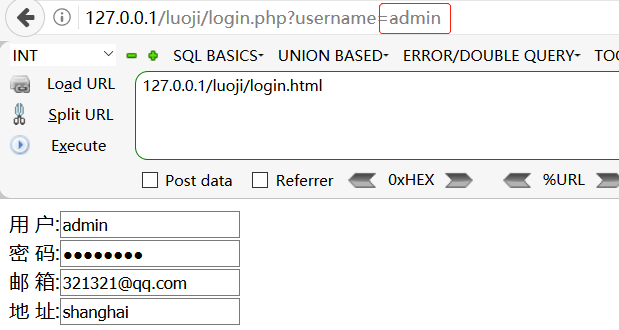 127.0.0.1/luoji/login.php?username=admin
INT SQL BASICS UNION BASED ERROR/DOUBLE QUERY TOO
Load URL 127.0.0.1/luoji/login.html
Split URL
Execute
Post data Referrer 0xHEX %URL
用 户:admin
密 码:●●●●●●●●
邮 箱:321321@qq.com
地 址:shanghai